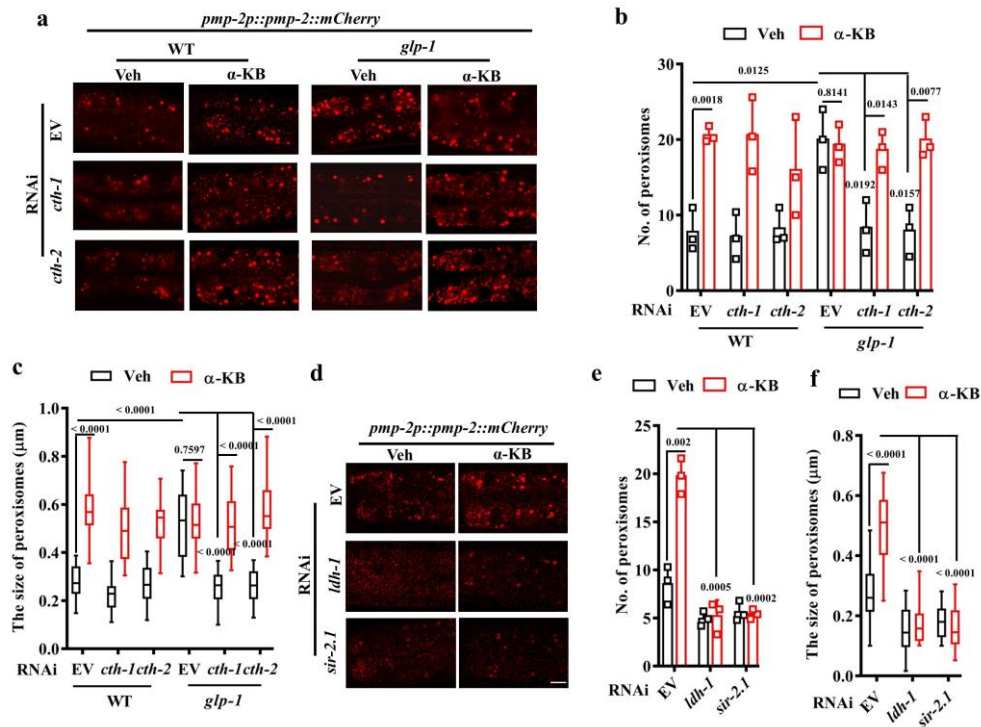 a
pmp-2p::pmp-2::mCherry
WT
glp-1
Veh
α-KB
Veh
α-KB
RNAi
EV
cth-1
cth-2
b
Veh
α-KB
No. of peroxisomes
30
20
10
0
0.0018
0.0125
0.8141
0.0143
0.0077
0.0192
0.0157
RNAi
EV cth-1 cth-2 EV cth-1 cth-2
WT
glp-1
c
Veh
α-KB
The size of peroxisomes (μm)
1.0
0.8
0.6
0.4
0.2
0.0
< 0.0001
< 0.0001
0.7597
< 0.0001
< 0.0001
< 0.0001
< 0.0001
RNAi
EV cth-1 cth-2 EV cth-1 cth-2
WT
glp-1
d
pmp-2p::pmp-2::mCherry
Veh
α-KB
RNAi
EV
ldh-1
sir-2.1
e
Veh
α-KB
No. of peroxisomes
25
20
15
10
5
0
0.002
0.0005
0.0002
RNAi
EV
ldh-1
sir-2.1
f
Veh
α-KB
The size of peroxisomes (μm)
0.8
0.6
0.4
0.2
0.0
< 0.0001
< 0.0001
< 0.0001
RNAi
EV
ldh-1
sir-2.1